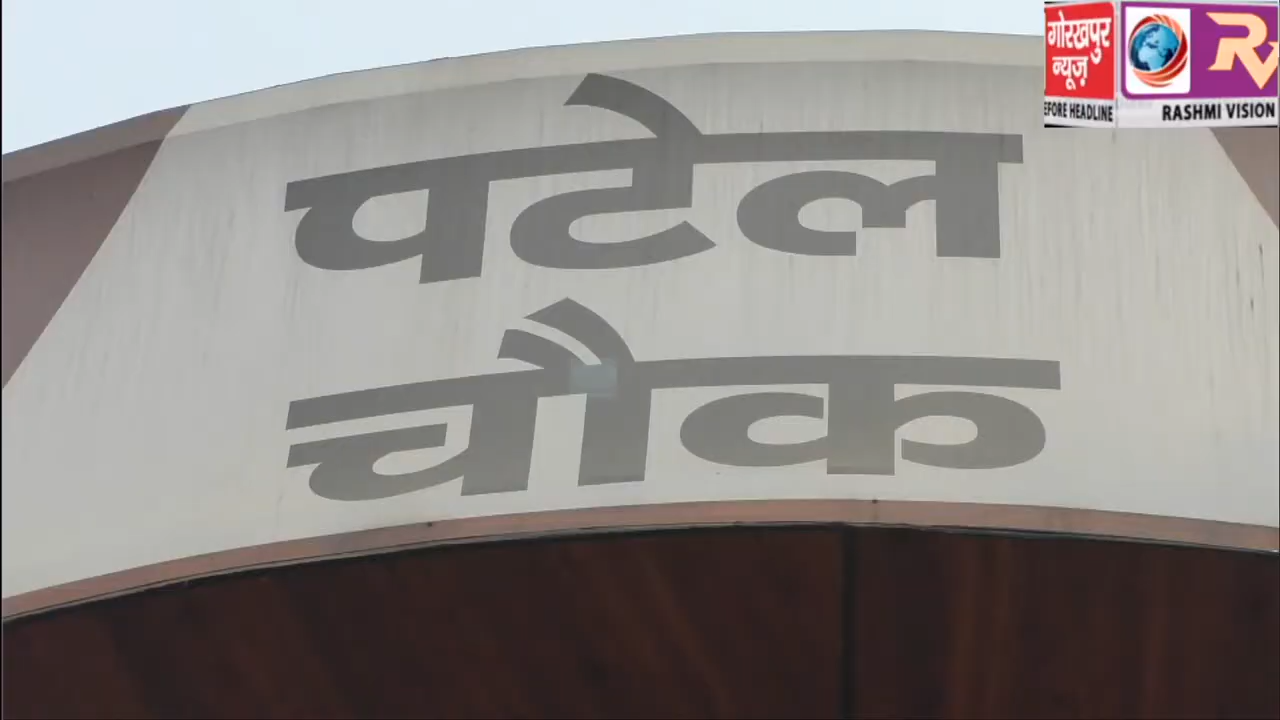 पटेल
चौक
गोरखपुर
न्यूज़
EFORE HEADLINE
RV
RASHMI VISION